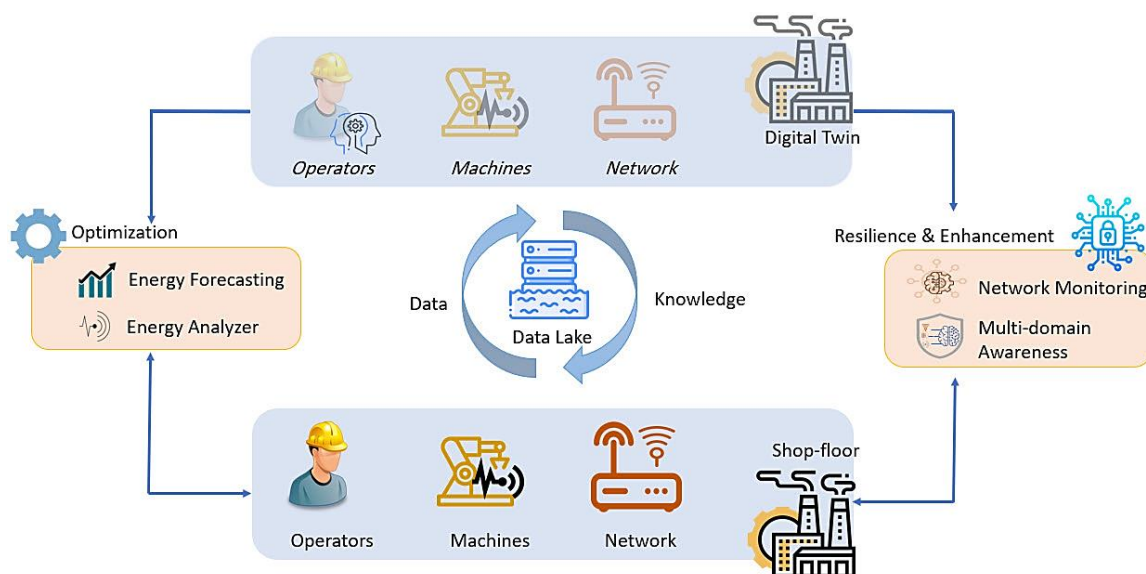 Digital Twin
Operators
Machines
Network
Optimization
Energy Forecasting
Energy Analyzer
Data
Data Lake
Knowledge
Resilience & Enhancement
Network Monitoring
Multi-domain
Awareness
Shop-floor
Operators
Machines
Network